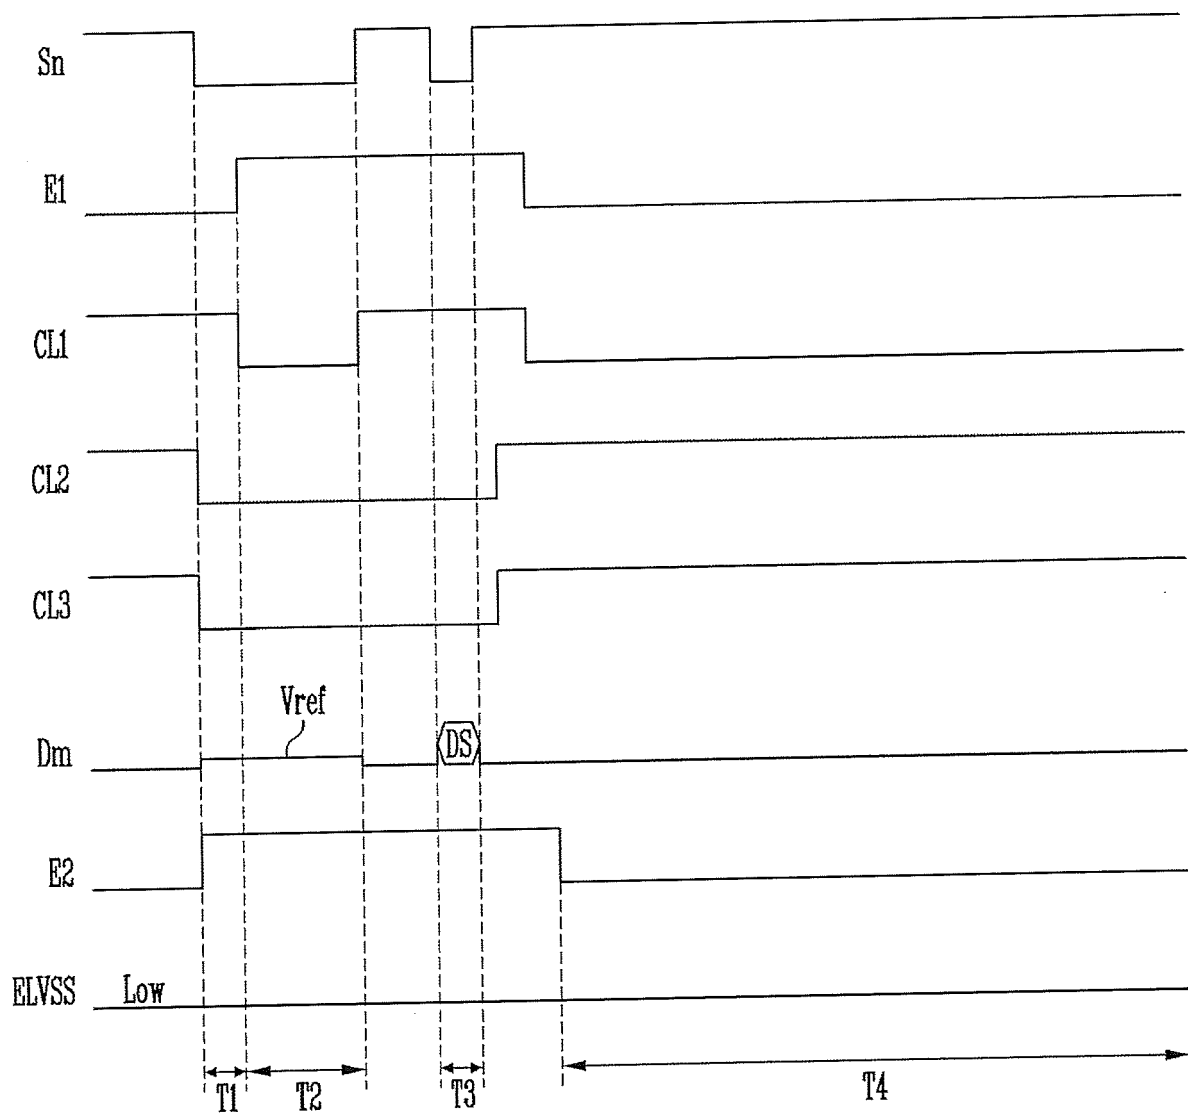 Sn
E1
CL1
CL2
CL3
Vref
Dm
DS
E2
ELVSS Low
T1 T2 T3 T4